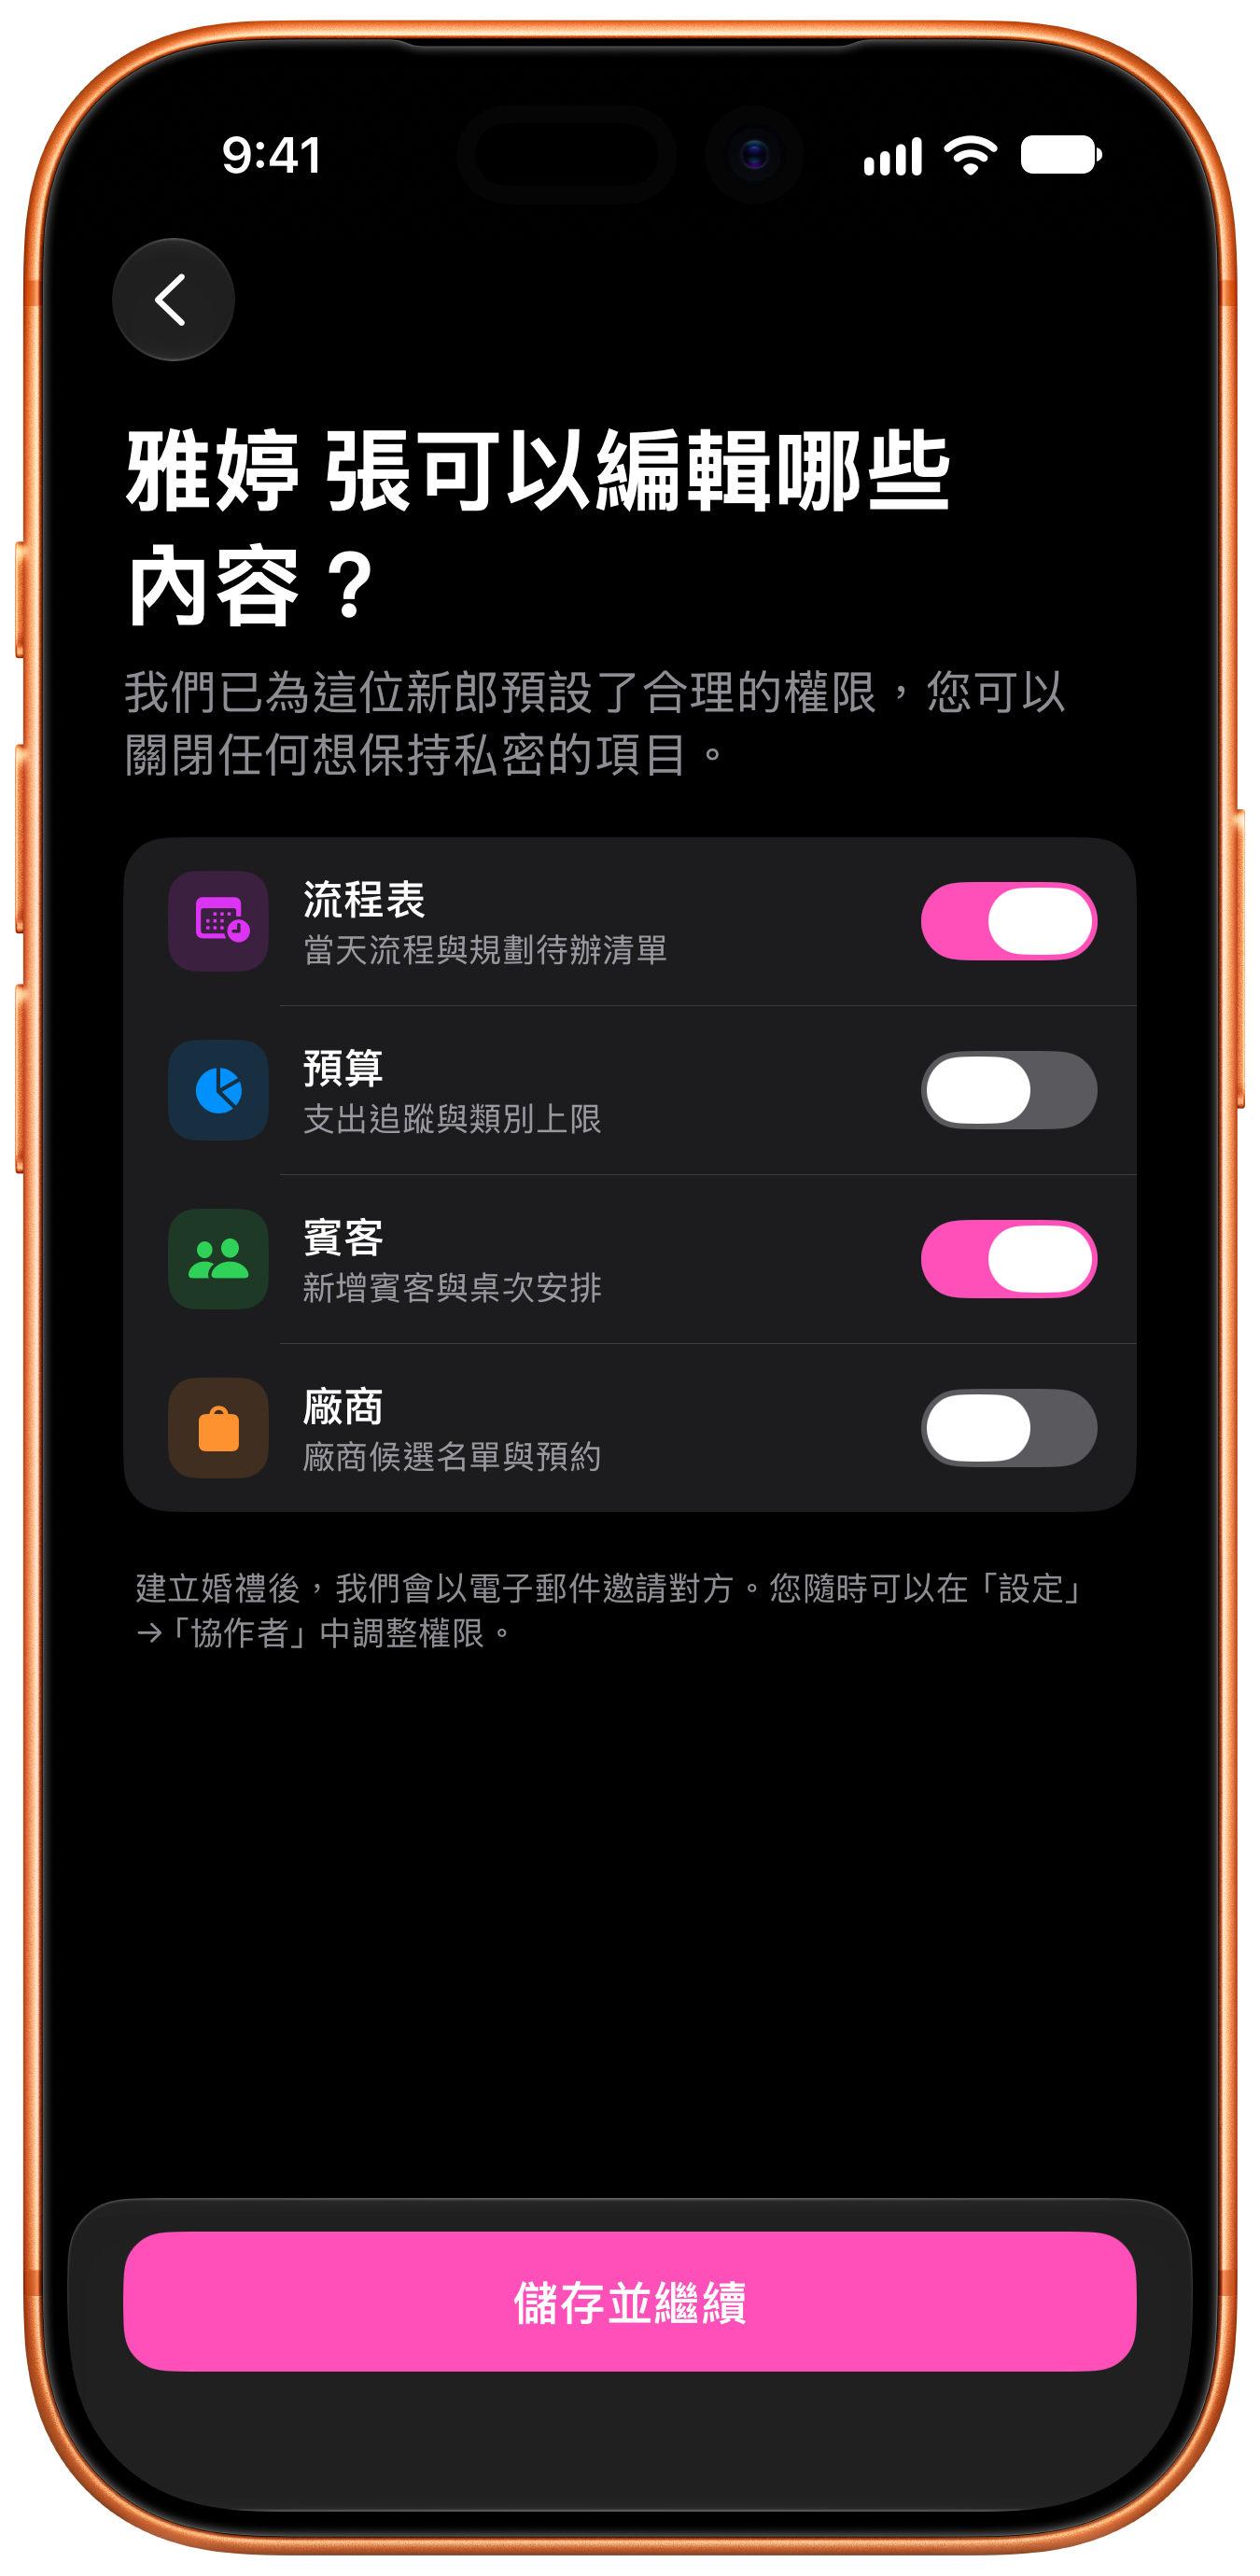 9:41
雅婷 張可以編輯哪些
內容？
我們已為這位新郎預設了合理的權限，您可以
關閉任何想保持私密的項目。
流程表
當天流程與規劃待辦清單
預算
支出追蹤與類別上限
賓客
新增賓客與桌次安排
廠商
廠商候選名單與預約
建立婚禮後，我們會以電子郵件邀請對方。您隨時可以在「設定」
→「協作者」中調整權限。
儲存並繼續